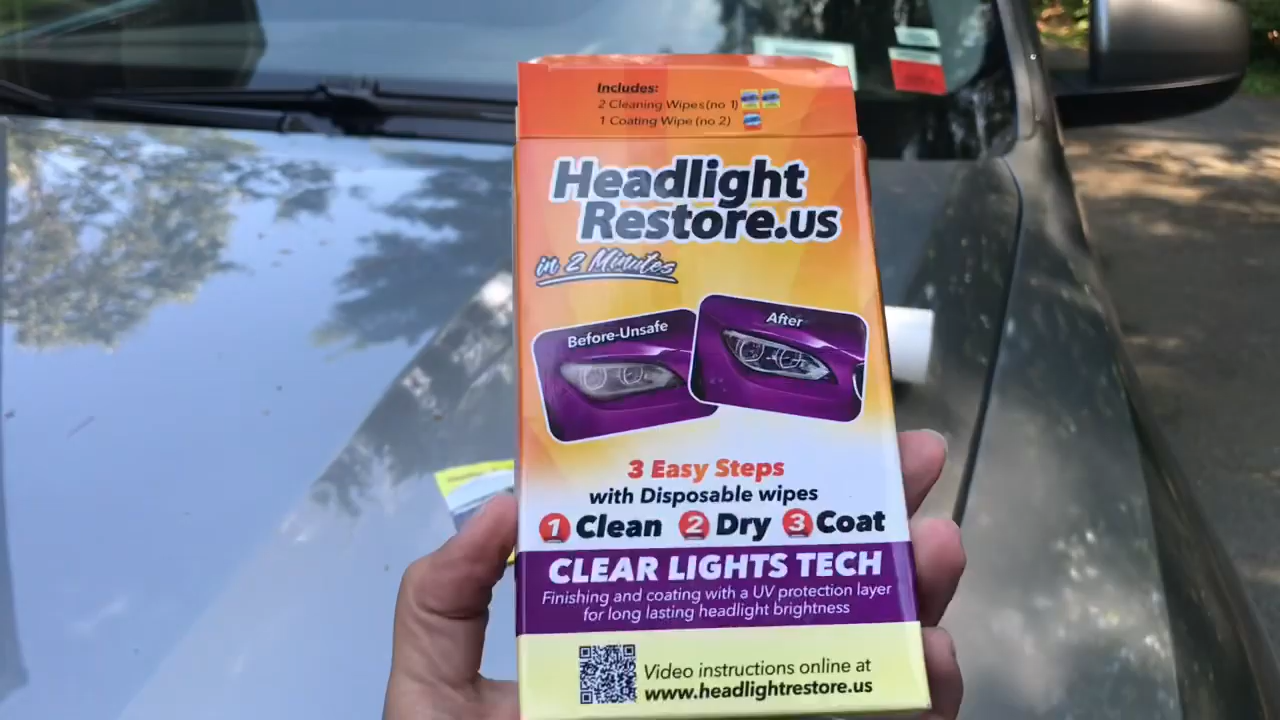 Includes:
2 Cleaning Wipes (no 1)
1 Coating Wipe (no 2)
Headlight
Restore.us
in 2 Minutes
Before-Unsafe
After
3 Easy Steps
with Disposable wipes
1 Clean 2 Dry 3 Coat
CLEAR LIGHTS TECH
Finishing and coating with a UV protection layer
for long lasting headlight brightness
Video instructions online at
www.headlightrestore.us